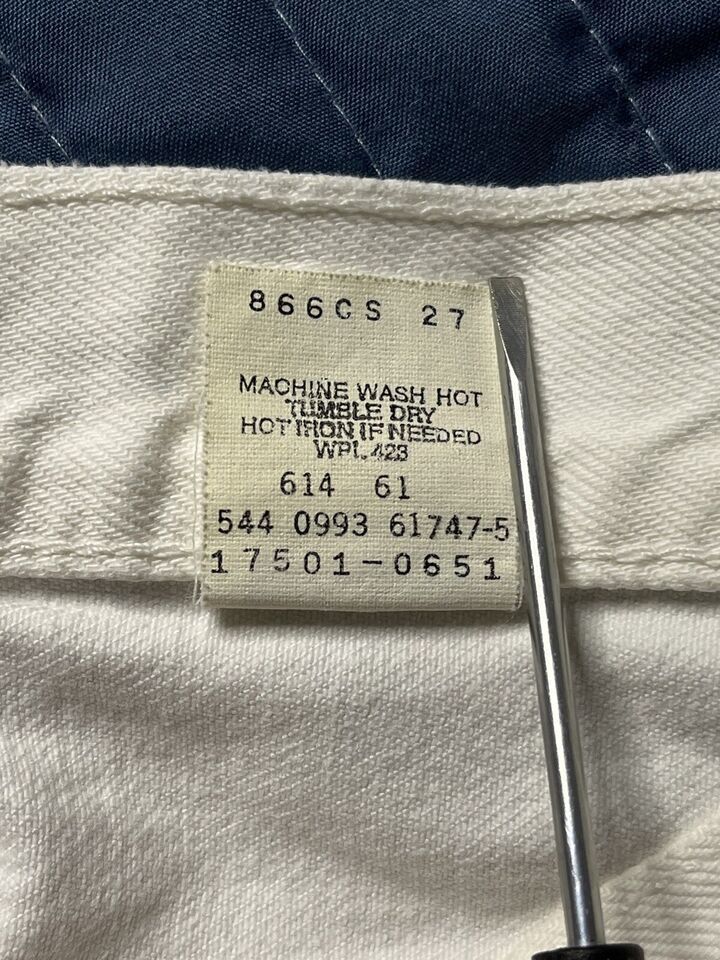 866CS 27
MACHINE WASH HOT
TUMBLE DRY
HOT IRON IF NEEDED
WPL 423
614 61
544 0993 61747-5
17501-0651